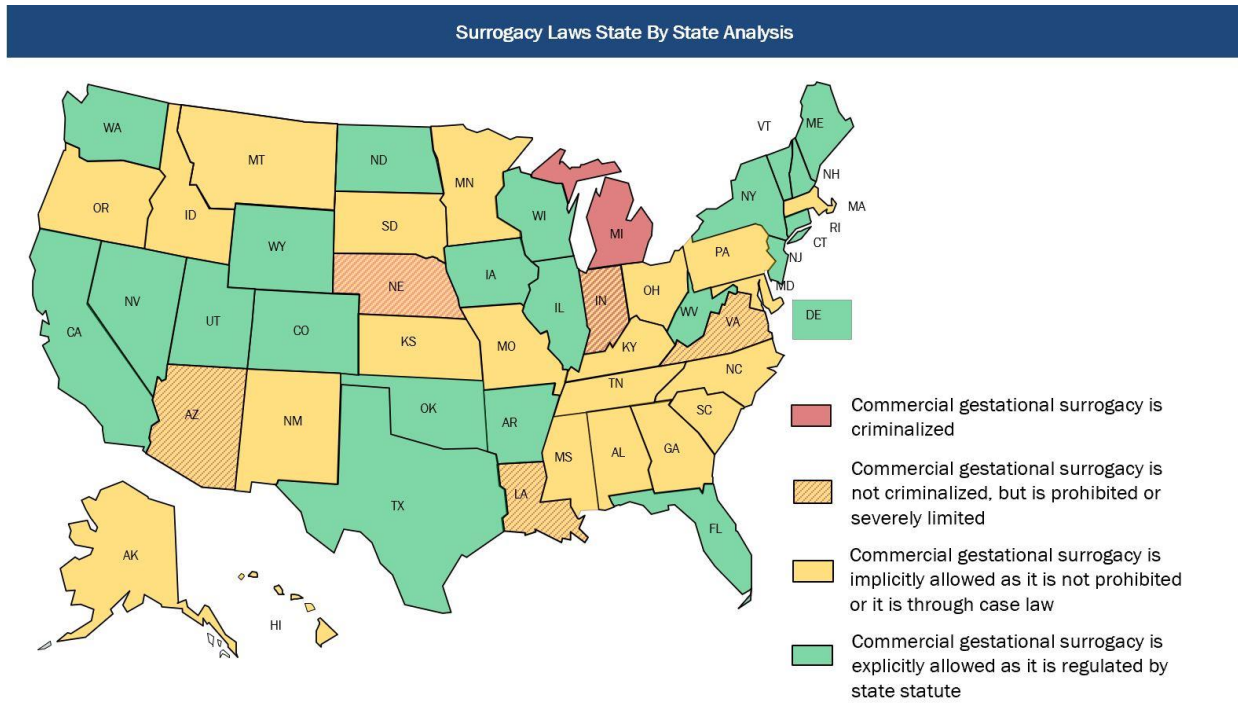 Surrogacy Laws State By State Analysis
WA
MT
ND
MN
VT
ME
OR
ID
SD
WI
NY
NH
MA
WY
MI
RI
CT
NV
NE
IA
PA
NJ
CA
UT
CO
IL
IN
OH
MD
WV
VA
DE
KS
MO
KY
AZ
NM
OK
AR
TN
NC
SC
MS
AL
GA
TX
LA
FL
AK
HI
Commercial gestational surrogacy is
criminalized
Commercial gestational surrogacy is
not criminalized, but is prohibited or
severely limited
Commercial gestational surrogacy is
implicitly allowed as it is not prohibited
or it is through case law
Commercial gestational surrogacy is
explicitly allowed as it is regulated by
state statute